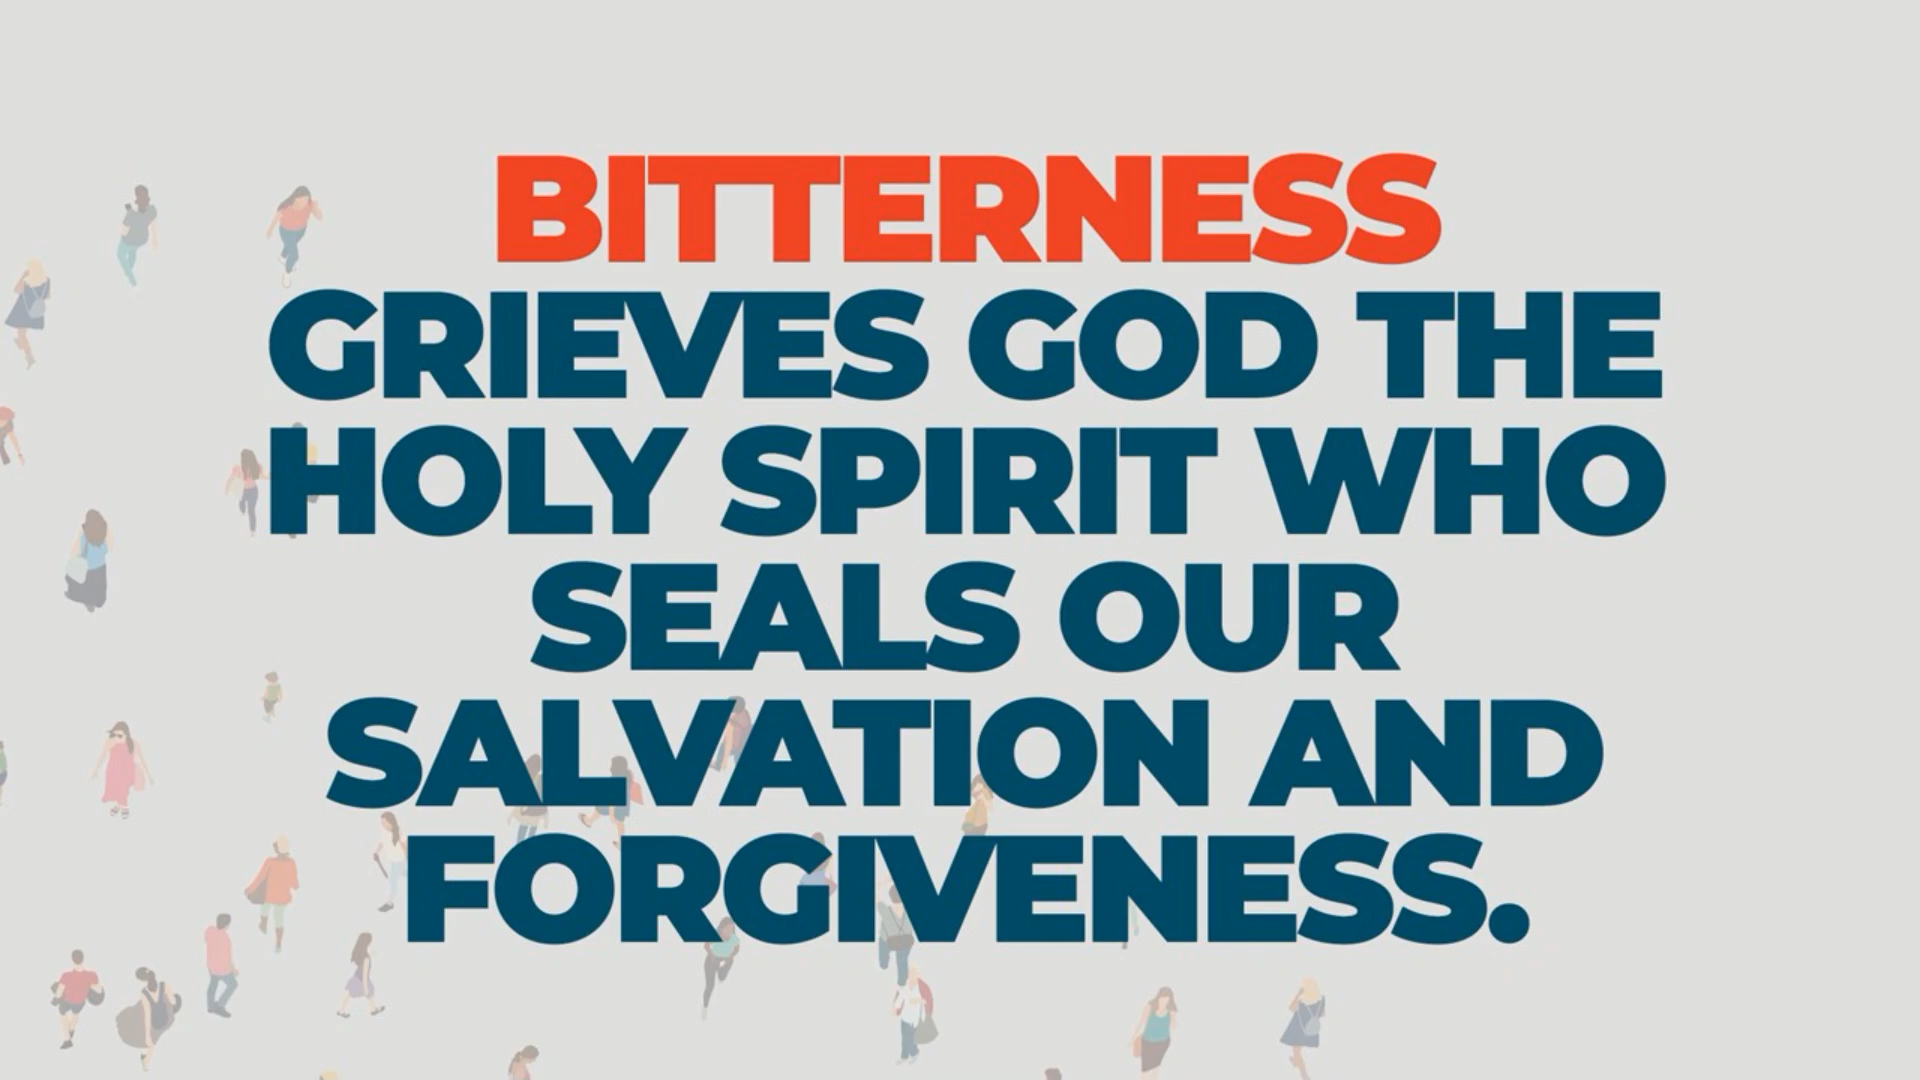 BITTERNESS
GRIEVES GOD THE
HOLY SPIRIT WHO
SEALS OUR
SALVATION AND
FORGIVENESS.